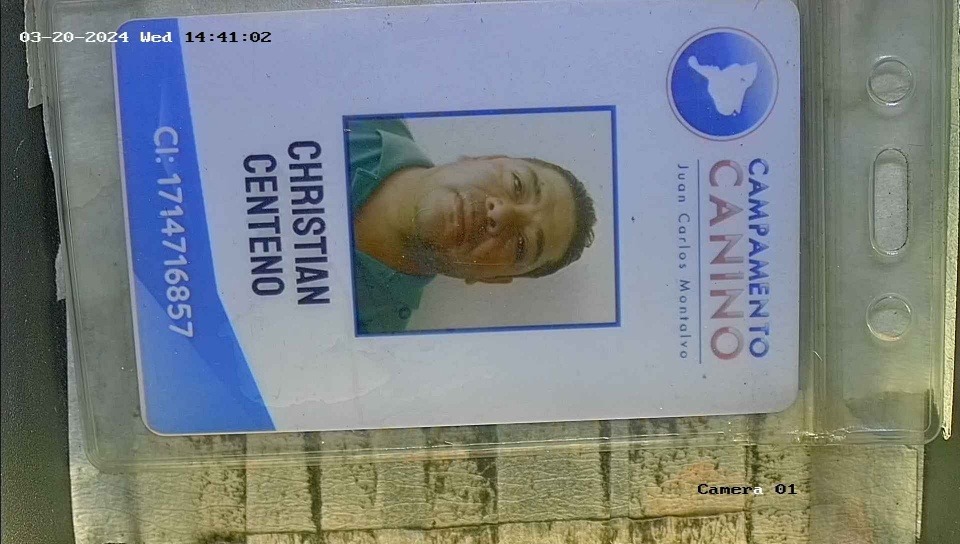 03-20-2024 Wed 14:41:02
CAMPAMENTO
CANINO
Juan Carlos Montalvo
CHRISTIAN
CENTENO
CI: 1714716857
Camera 01